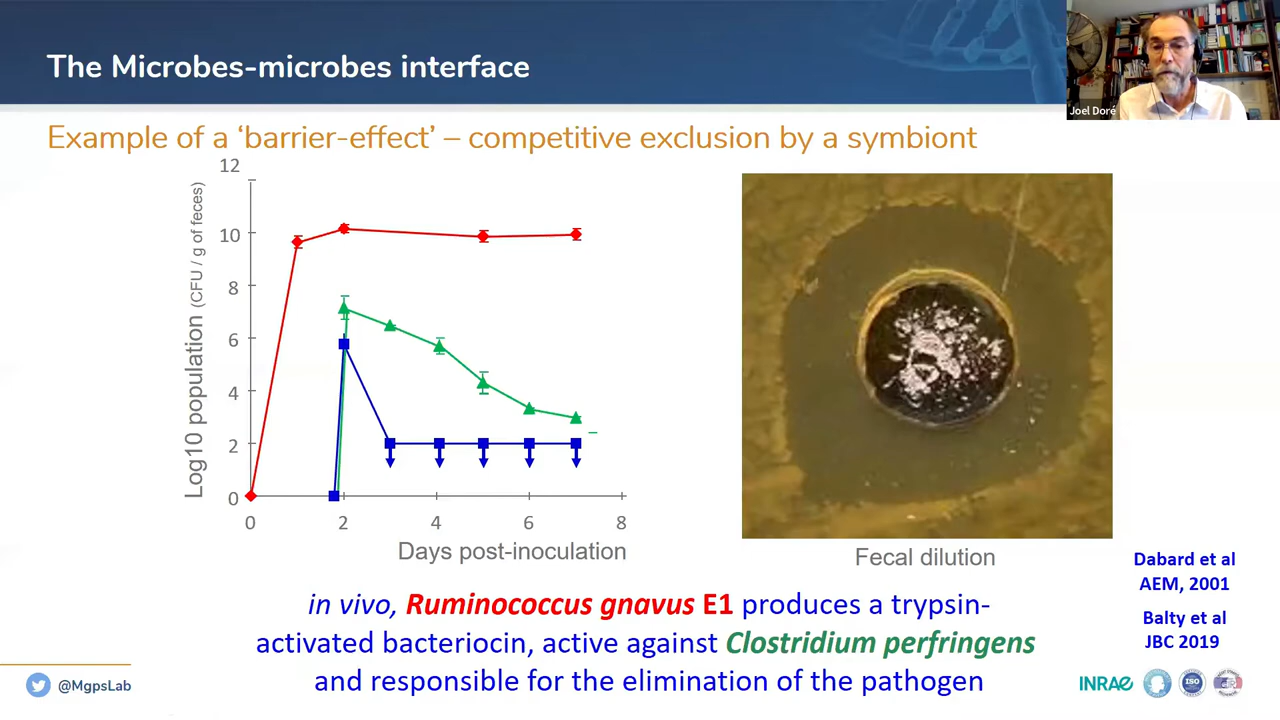 The Microbes-microbes interface
Joel Doré
Example of a ‘barrier-effect’ – competitive exclusion by a symbiont
Log10 population (CFU / g of feces)
12
10
8
6
4
2
0
0 2 4 6 8
Days post-inoculation
Fecal dilution
Dabard et al
AEM, 2001
Balty et al
JBC 2019
in vivo, Ruminococcus gnavus E1 produces a trypsin-
activated bacteriocin, active against Clostridium perfringens
and responsible for the elimination of the pathogen
@MgpsLab
INRAE
ISO